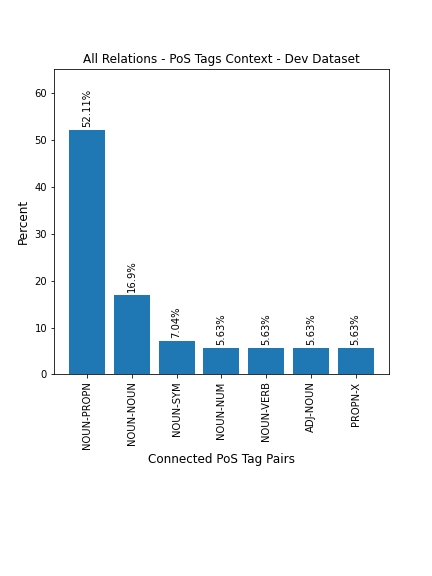 All Relations - PoS Tags Context - Dev Dataset
Percent
60
50
40
30
20
10
0
52.11%
16.9%
7.04%
5.63%
5.63%
5.63%
5.63%
NOUN-PROPN
NOUN-NOUN
NOUN-SYM
NOUN-NUM
NOUN-VERB
ADJ-NOUN
PROPN-X
Connected PoS Tag Pairs